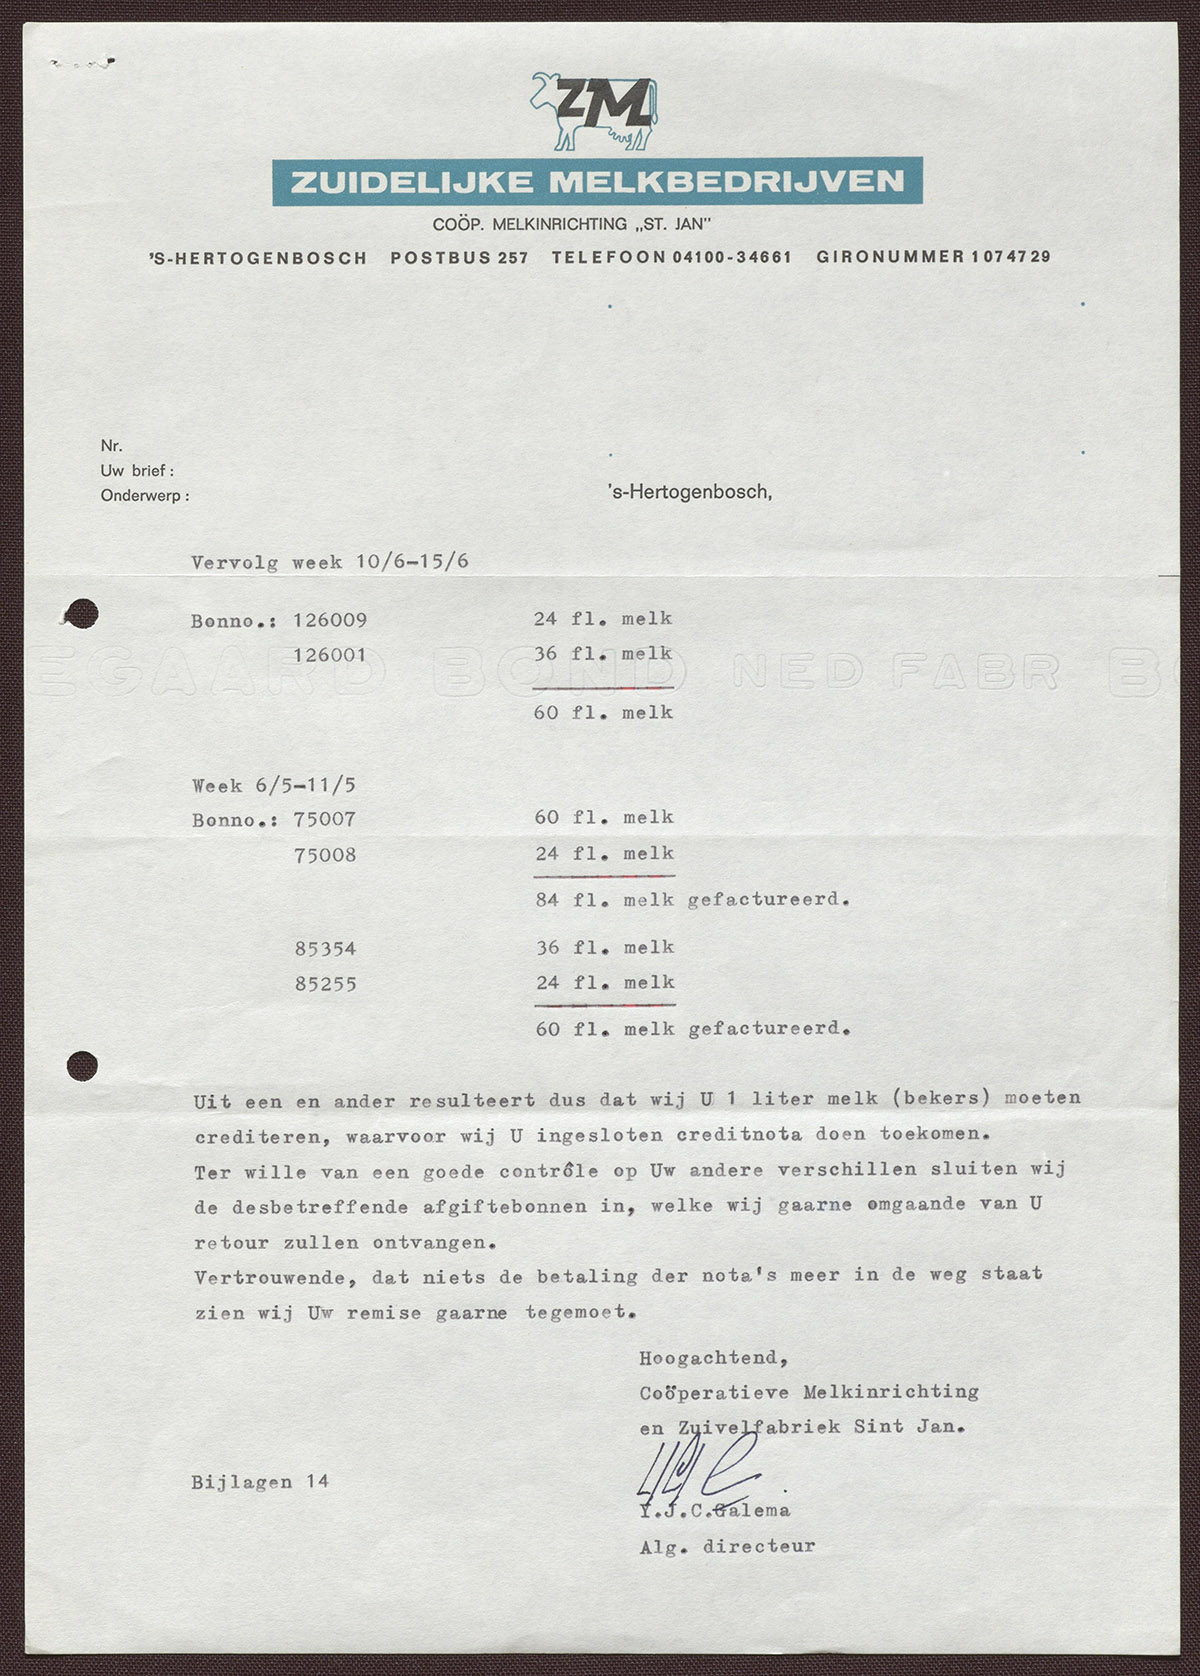 ZM
ZUIDELIJKE MELKBEDRIJVEN
COÖP. MELKINRICHTING „ST. JAN”
'S-HERTOGENBOSCH POSTBUS 257 TELEFOON 04100-34661 GIRONUMMER 1074729
Nr.
Uw brief :
Onderwerp :
's-Hertogenbosch,
Vervolg week 10/6-15/6
Bonno.: 126009 24 fl. melk
126001 36 fl. melk
EGAARD BOND NED FABR BO
60 fl. melk
Week 6/5-11/5
Bonno.: 75007 60 fl. melk
75008 24 fl. melk
84 fl. melk gefactureerd.
85354 36 fl. melk
85255 24 fl. melk
60 fl. melk gefactureerd.
Uit een en ander resulteert dus dat wij U 1 liter melk (bekers) moeten
crediteren, waarvoor wij U ingesloten creditnota doen toekomen.
Ter wille van een goede contrôle op Uw andere verschillen sluiten wij
de desbetreffende afgiftebonnen in, welke wij gaarne omgaande van U
retour zullen ontvangen.
Vertrouwende, dat niets de betaling der nota's meer in de weg staat
zien wij Uw remise gaarne tegemoet.
Hoogachtend,
Coöperatieve Melkinrichting
en Zuivelfabriek Sint Jan.
Bijlagen 14
Y.J.C.Galema
Alg. directeur